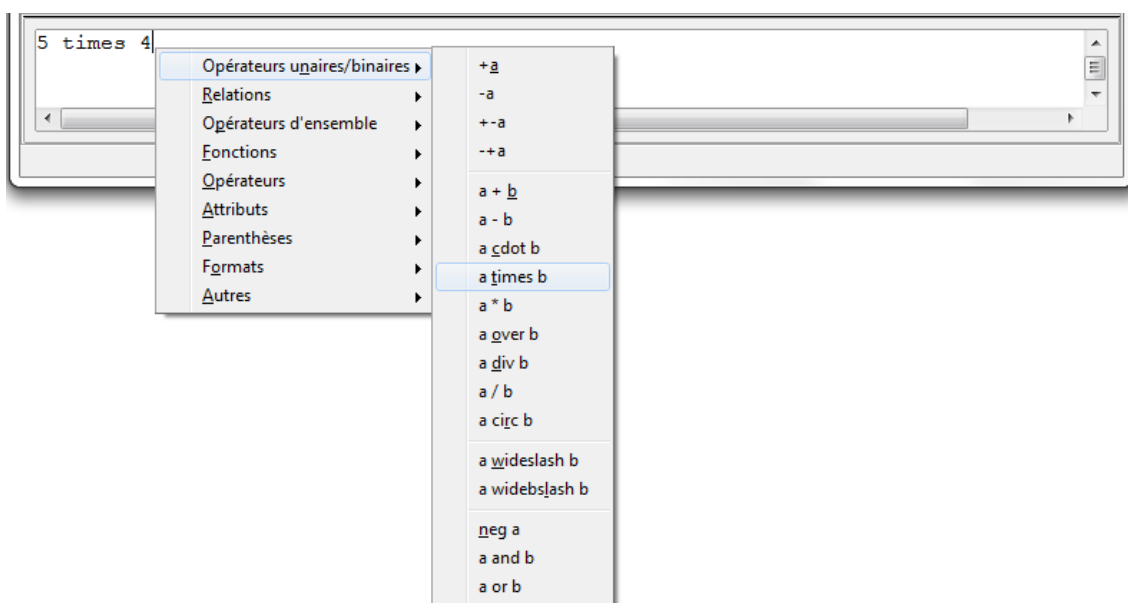 5 times 4
Opérateurs unaires/binaires
Relations
Opérateurs d'ensemble
Fonctions
Opérateurs
Attributs
Parenthèses
Formats
Autres
+a
-a
+-a
-+a
a + b
a - b
a cdot b
a times b
a * b
a over b
a div b
a / b
a circ b
a wideslash b
a widebslash b
neg a
a and b
a or b